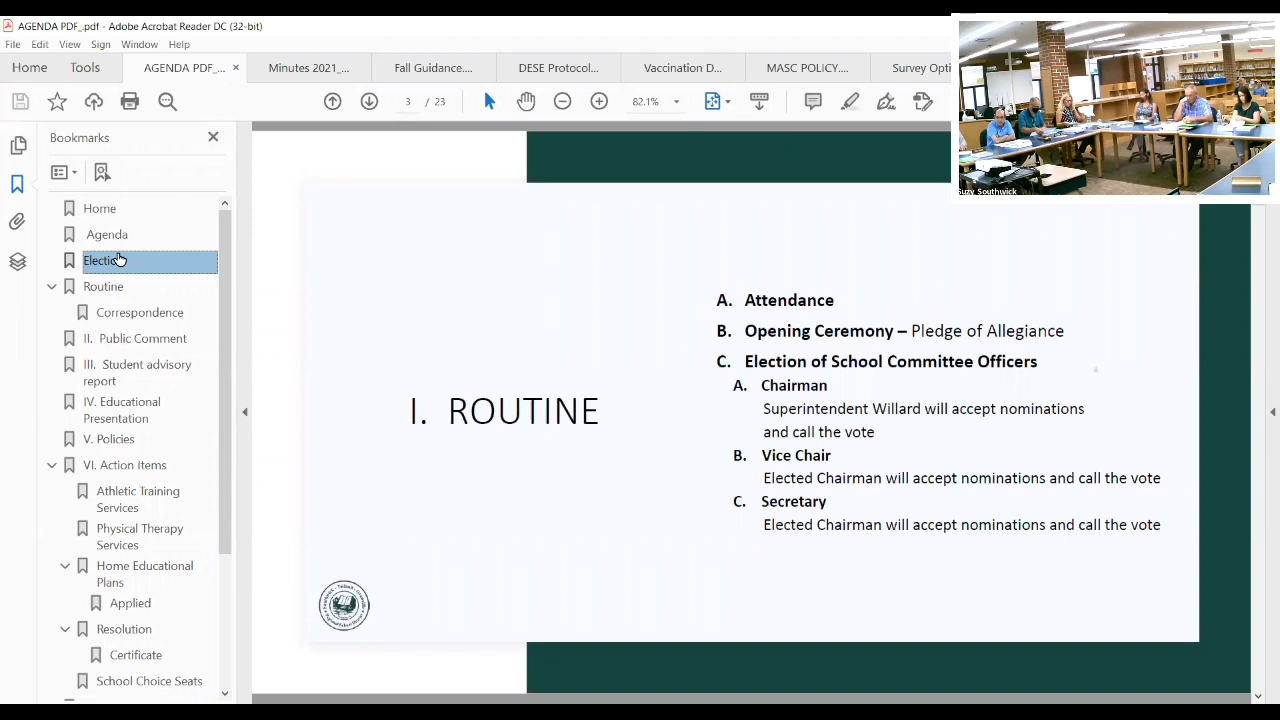 AGENDA PDF_.pdf - Adobe Acrobat Reader DC (32-bit)
File Edit View Sign Window Help
Home Tools AGENDA PDF_... × Minutes 2021_... Fall Guidance.... DESE Protocol... Vaccination D... MASC POLICY.... Survey Opti
3 / 23 82.1%
Bookmarks
Home
Agenda
Electio
Routine
Correspondence
II. Public Comment
III. Student advisory
report
IV. Educational
Presentation
V. Policies
VI. Action Items
Athletic Training
Services
Physical Therapy
Services
Home Educational
Plans
Applied
Resolution
Certificate
School Choice Seats
I. ROUTINE
A. Attendance
B. Opening Ceremony – Pledge of Allegiance
C. Election of School Committee Officers
A. Chairman
Superintendent Willard will accept nominations
and call the vote
B. Vice Chair
Elected Chairman will accept nominations and call the vote
C. Secretary
Elected Chairman will accept nominations and call the vote
Suzy Southwick